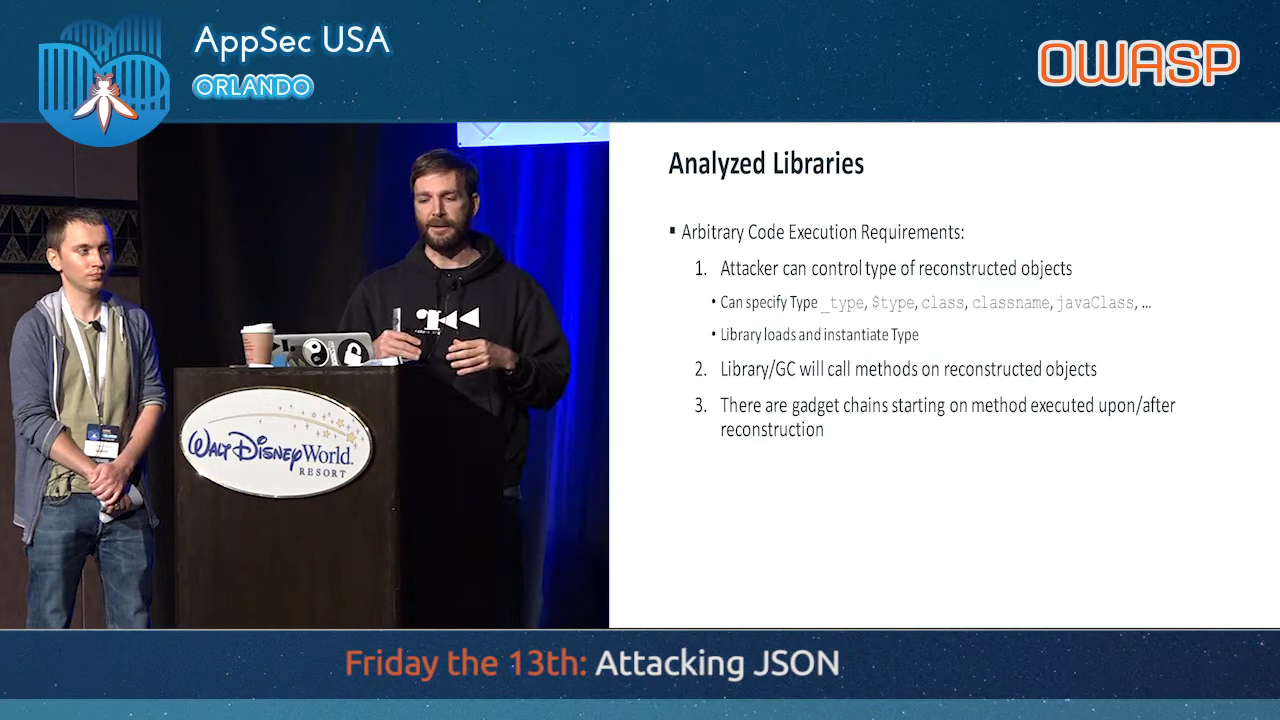 AppSec USA
ORLANDO
OWASP
Analyzed Libraries
▪ Arbitrary Code Execution Requirements:
1. Attacker can control type of reconstructed objects
• Can specify Type _type, $type, class, classname, javaClass, ...
• Library loads and instantiate Type
2. Library/GC will call methods on reconstructed objects
3. There are gadget chains starting on method executed upon/after
reconstruction
WALT DISNEY World.
RESORT
Friday the 13th: Attacking JSON